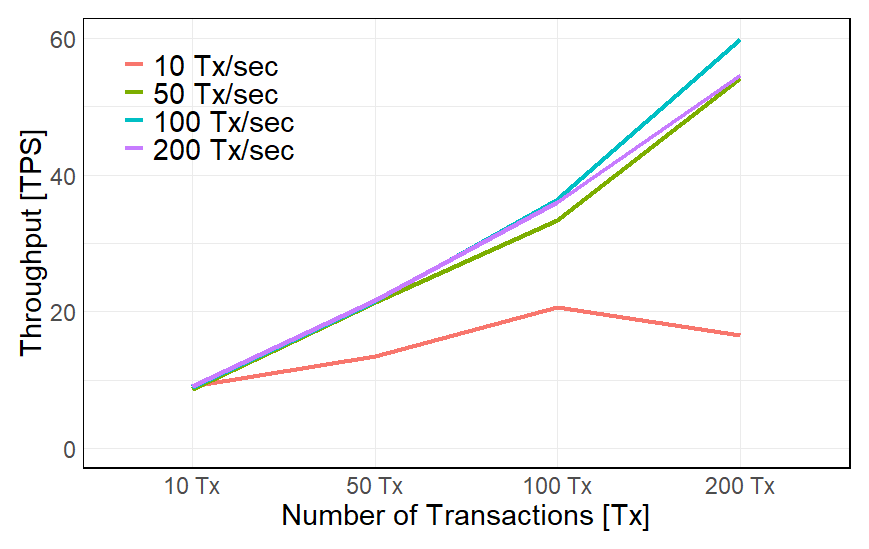 Throughput [TPS]
60
40
20
0
10 Tx/sec
50 Tx/sec
100 Tx/sec
200 Tx/sec
10 Tx
50 Tx
100 Tx
200 Tx
Number of Transactions [Tx]